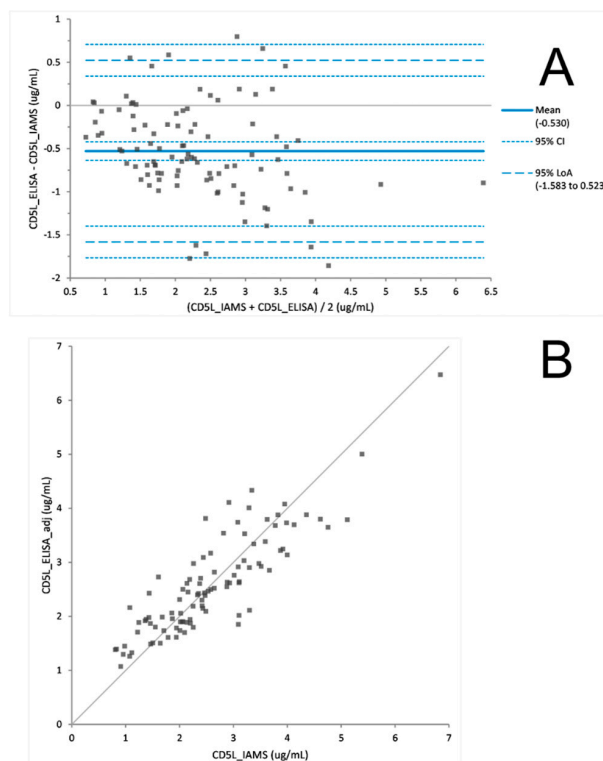 1
0.5
0
-0.5
-1
-1.5
-2
CD5L_ELISA - CD5L_IAMS (ug/mL)
0.5 1 1.5 2 2.5 3 3.5 4 4.5 5 5.5 6 6.5
(CD5L_IAMS + CD5L_ELISA) / 2 (ug/mL)
A
Mean
(-0.530)
95% CI
95% LoA
(-1.583 to 0.523)
B
7
6
5
4
3
2
1
0
CD5L_ELISA_adj (ug/mL)
0 1 2 3 4 5 6 7
CD5L_IAMS (ug/mL)